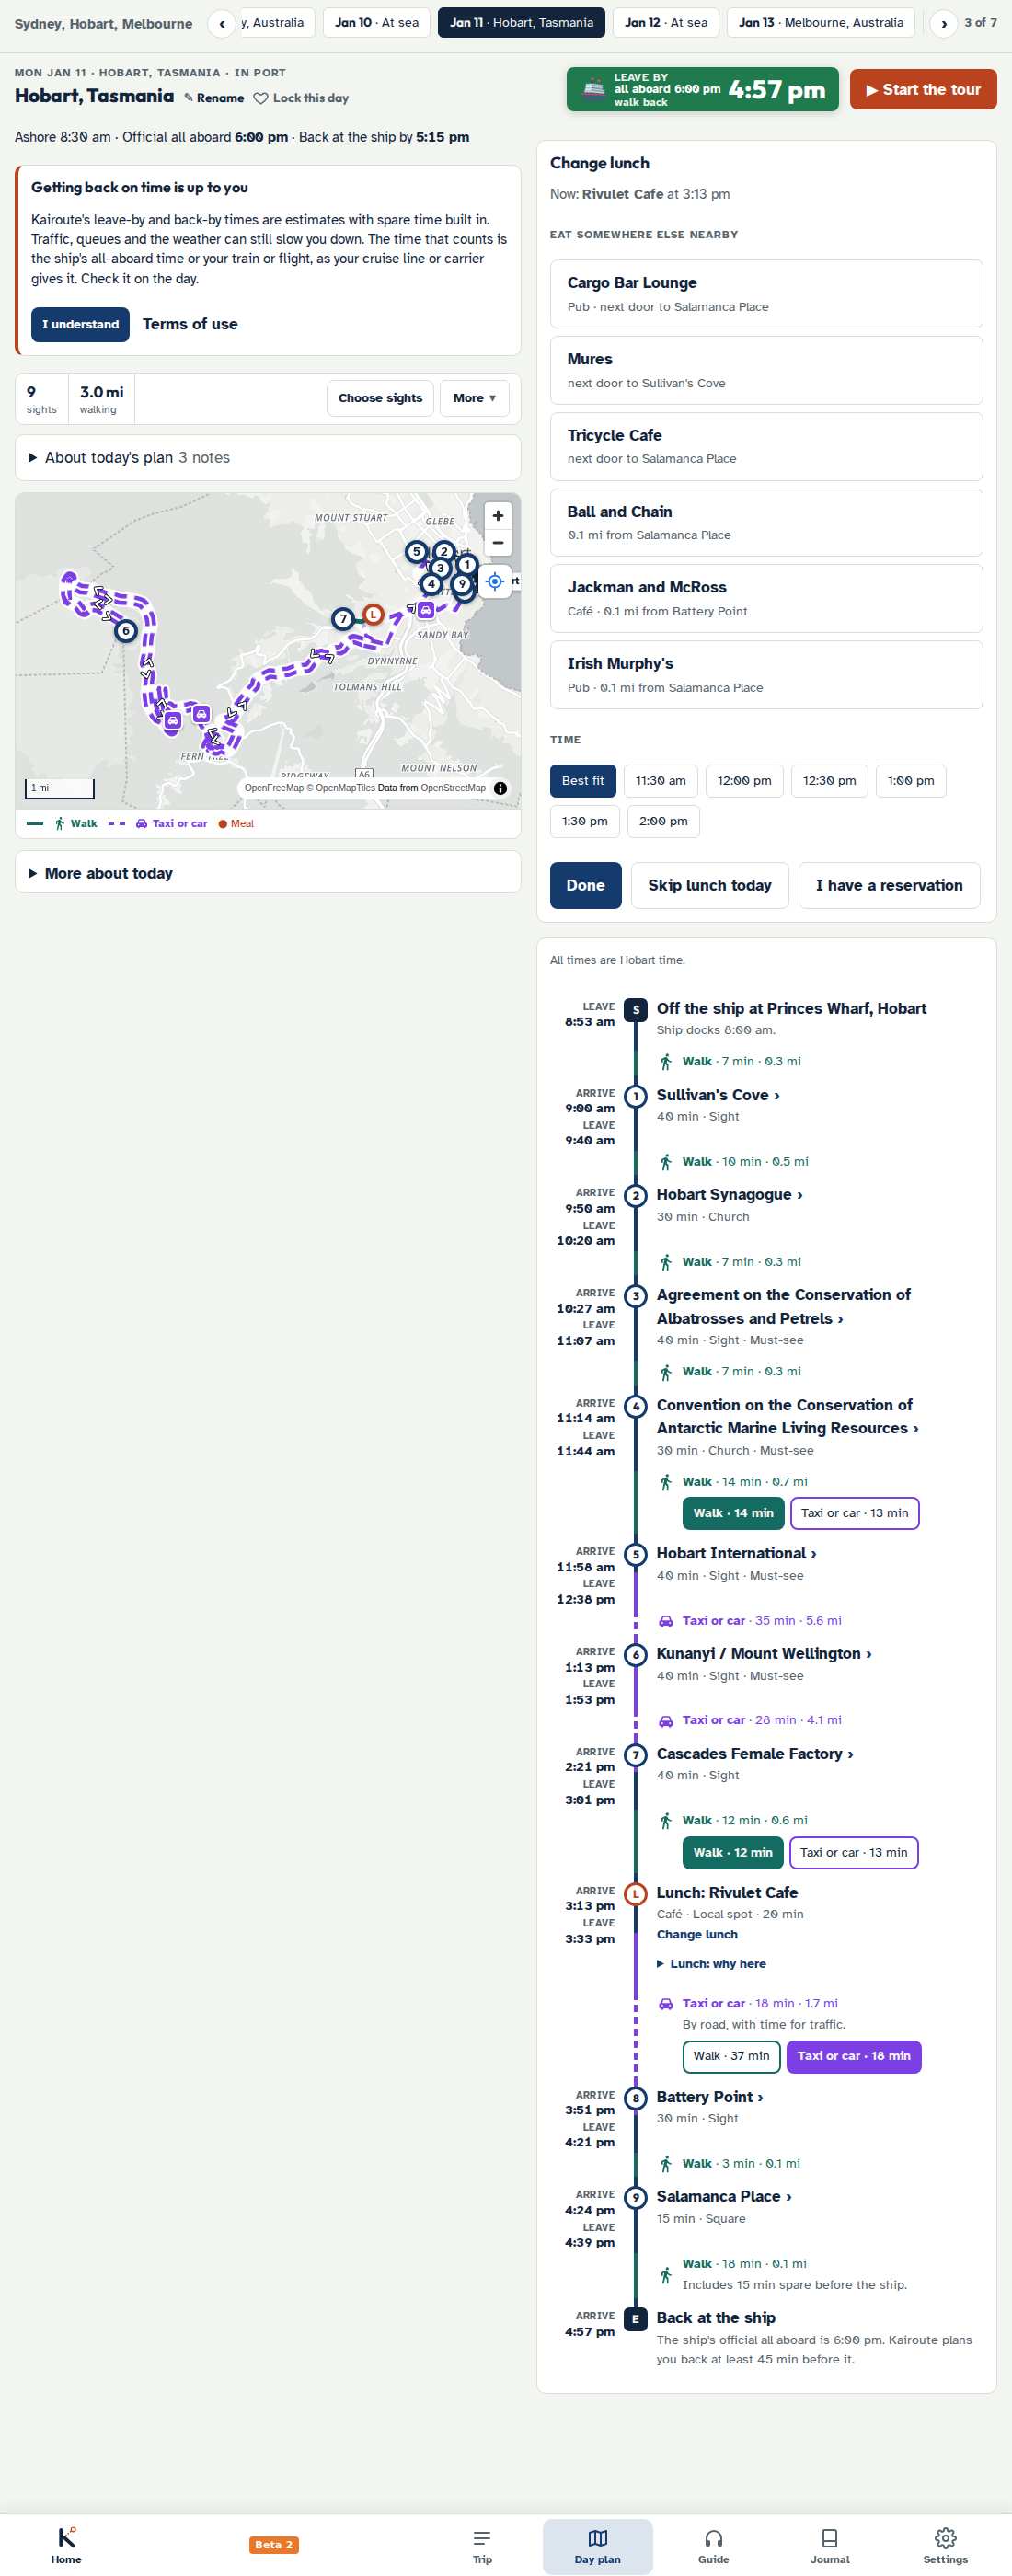 Sydney, Hobart, Melbourne
‹
y, Australia
Jan 10 · At sea
Jan 11 · Hobart, Tasmania
Jan 12 · At sea
Jan 13 · Melbourne, Australia
›
3 of 7
MON JAN 11 · HOBART, TASMANIA · IN PORT
Hobart, Tasmania
✎ Rename
Lock this day
LEAVE BY
all aboard 6:00 pm
walk back
4:57 pm
▶ Start the tour
Ashore 8:30 am · Official all aboard 6:00 pm · Back at the ship by 5:15 pm
Getting back on time is up to you
Kairoute's leave-by and back-by times are estimates with spare time built in.
Traffic, queues and the weather can still slow you down. The time that counts is
the ship's all-aboard time or your train or flight, as your cruise line or carrier
gives it. Check it on the day.
I understand
Terms of use
9
sights
3.0 mi
walking
Choose sights
More ▾
▶ About today's plan 3 notes
MOUNT STUART
GLEBE
+
−
5
2
1
3
4
9
rt
6
7
L
SANDY BAY
DYNNYRNE
TOLMANS HILL
FERN
RIDGEWAY
A6
MOUNT NELSON
1 mi
OpenFreeMap © OpenMapTiles Data from OpenStreetMap
Walk
Taxi or car
Meal
▶ More about today
Change lunch
Now: Rivulet Cafe at 3:13 pm
EAT SOMEWHERE ELSE NEARBY
Cargo Bar Lounge
Pub · next door to Salamanca Place
Mures
next door to Sullivan's Cove
Tricycle Cafe
next door to Salamanca Place
Ball and Chain
0.1 mi from Salamanca Place
Jackman and McRoss
Café · 0.1 mi from Battery Point
Irish Murphy's
Pub · 0.1 mi from Salamanca Place
TIME
Best fit
11:30 am
12:00 pm
12:30 pm
1:00 pm
1:30 pm
2:00 pm
Done
Skip lunch today
I have a reservation
All times are Hobart time.
LEAVE
8:53 am
S
Off the ship at Princes Wharf, Hobart
Ship docks 8:00 am.
Walk · 7 min · 0.3 mi
ARRIVE
9:00 am
LEAVE
9:40 am
1
Sullivan's Cove ›
40 min · Sight
Walk · 10 min · 0.5 mi
ARRIVE
9:50 am
LEAVE
10:20 am
2
Hobart Synagogue ›
30 min · Church
Walk · 7 min · 0.3 mi
ARRIVE
10:27 am
LEAVE
11:07 am
3
Agreement on the Conservation of
Albatrosses and Petrels ›
40 min · Sight · Must-see
Walk · 7 min · 0.3 mi
ARRIVE
11:14 am
LEAVE
11:44 am
4
Convention on the Conservation of
Antarctic Marine Living Resources ›
30 min · Church · Must-see
Walk · 14 min · 0.7 mi
Walk · 14 min
Taxi or car · 13 min
ARRIVE
11:58 am
LEAVE
12:38 pm
5
Hobart International ›
40 min · Sight · Must-see
Taxi or car · 35 min · 5.6 mi
ARRIVE
1:13 pm
LEAVE
1:53 pm
6
Kunanyi / Mount Wellington ›
40 min · Sight · Must-see
Taxi or car · 28 min · 4.1 mi
ARRIVE
2:21 pm
LEAVE
3:01 pm
7
Cascades Female Factory ›
40 min · Sight
Walk · 12 min · 0.6 mi
Walk · 12 min
Taxi or car · 13 min
ARRIVE
3:13 pm
LEAVE
3:33 pm
L
Lunch: Rivulet Cafe
Café · Local spot · 20 min
Change lunch
▶ Lunch: why here
Taxi or car · 18 min · 1.7 mi
By road, with time for traffic.
Walk · 37 min
Taxi or car · 18 min
ARRIVE
3:51 pm
LEAVE
4:21 pm
8
Battery Point ›
30 min · Sight
Walk · 3 min · 0.1 mi
ARRIVE
4:24 pm
LEAVE
4:39 pm
9
Salamanca Place ›
15 min · Square
Walk · 18 min · 0.1 mi
Includes 15 min spare before the ship.
ARRIVE
4:57 pm
E
Back at the ship
The ship's official all aboard is 6:00 pm. Kairoute plans
you back at least 45 min before it.
Home
Beta 2
Trip
Day plan
Guide
Journal
Settings